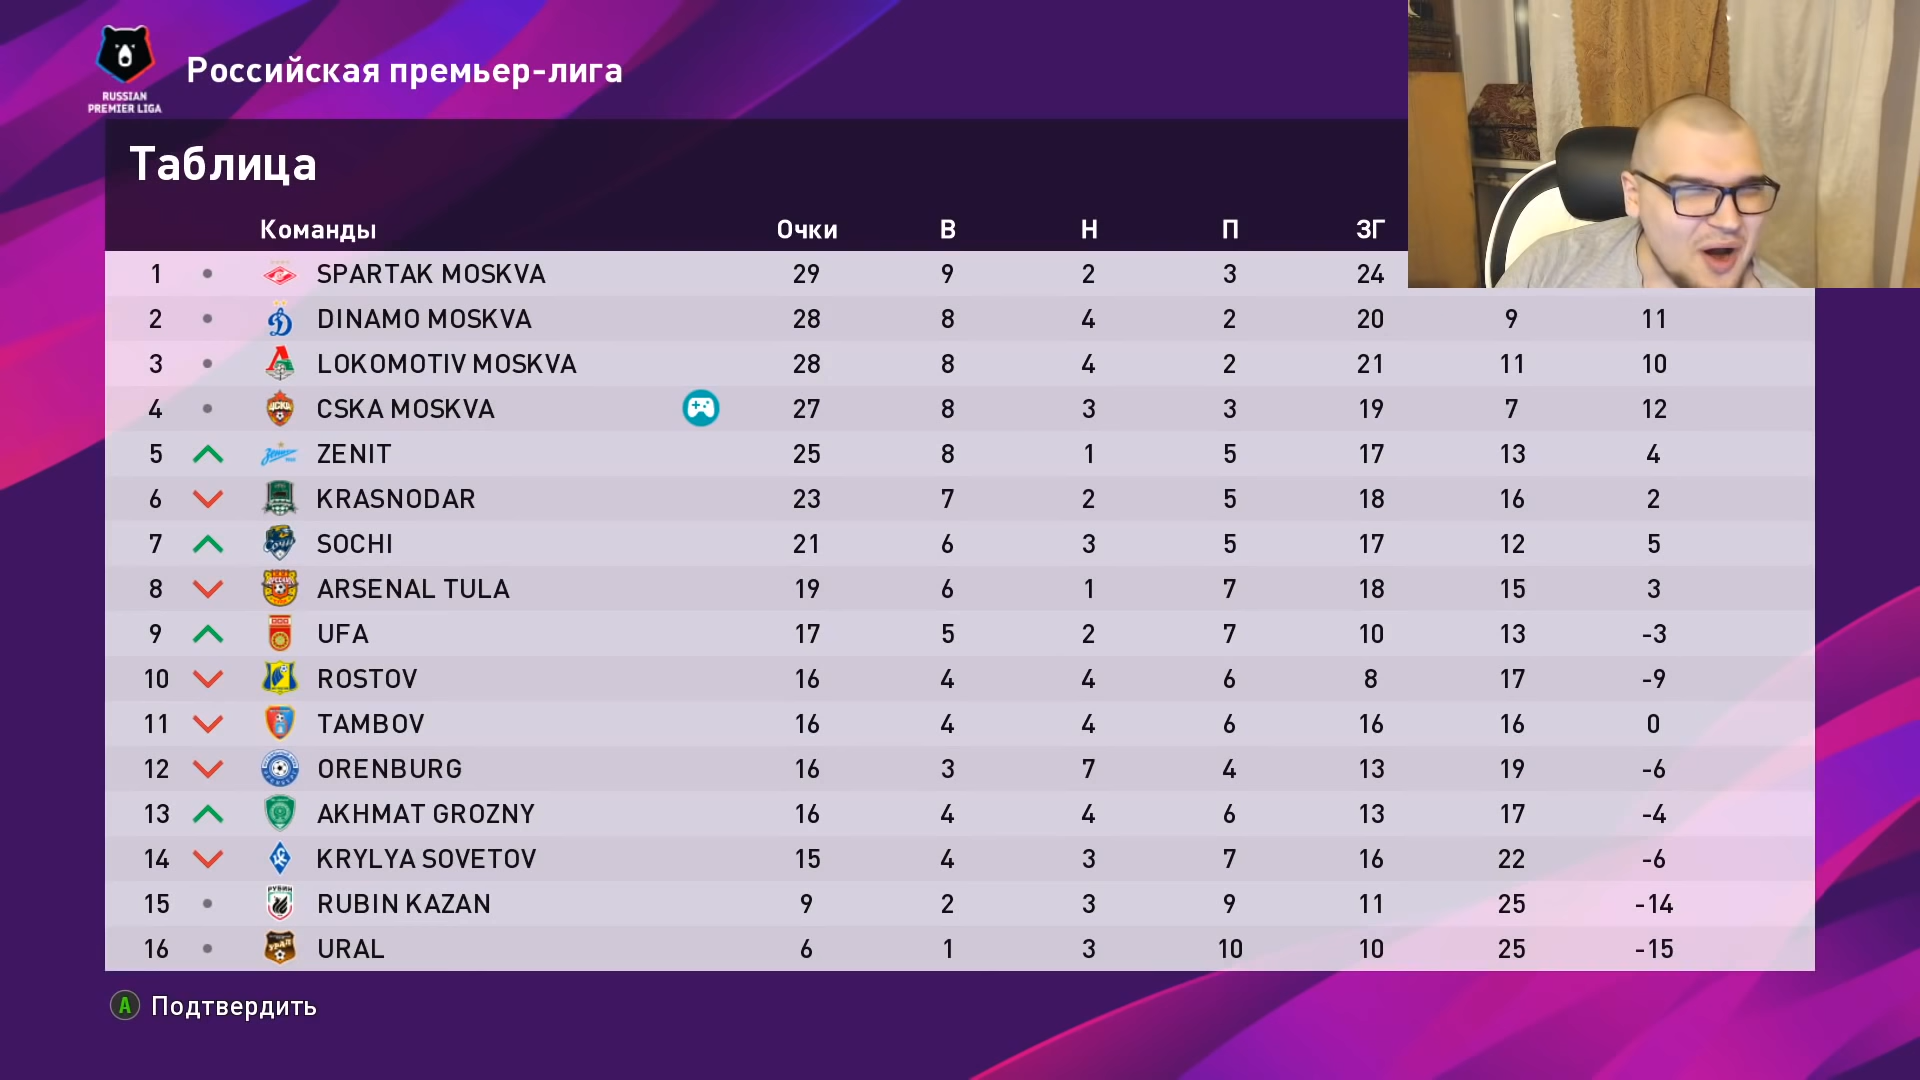 RUSSIAN
PREMIER LIGA
Российская премьер-лига
Таблица
Команды Очки В Н П ЗГ
1 SPARTAK MOSKVA 29 9 2 3 24
2 DINAMO MOSKVA 28 8 4 2 20 9 11
3 LOKOMOTIV MOSKVA 28 8 4 2 21 11 10
4 CSKA MOSKVA 27 8 3 3 19 7 12
5 ZENIT 25 8 1 5 17 13 4
6 KRASNODAR 23 7 2 5 18 16 2
7 SOCHI 21 6 3 5 17 12 5
8 ARSENAL TULA 19 6 1 7 18 15 3
9 UFA 17 5 2 7 10 13 -3
10 ROSTOV 16 4 4 6 8 17 -9
11 TAMBOV 16 4 4 6 16 16 0
12 ORENBURG 16 3 7 4 13 19 -6
13 AKHMAT GROZNY 16 4 4 6 13 17 -4
14 KRYLYA SOVETOV 15 4 3 7 16 22 -6
15 RUBIN KAZAN 9 2 3 9 11 25 -14
16 URAL 6 1 3 10 10 25 -15
A Подтвердить